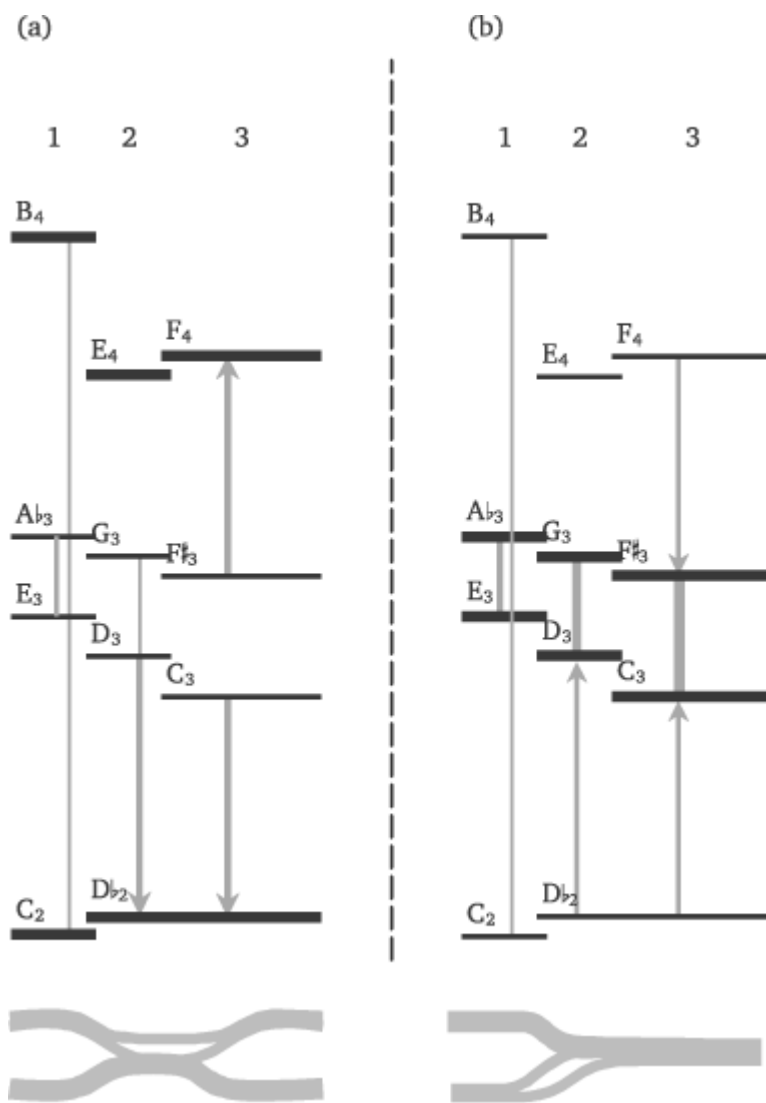 (a)
1 2 3
B₄
F₄
E₄
A♭₃
G₃
F♯₃
E₃
D₃
C₃
D♭₂
C₂
(b)
1 2 3
B₄
F₄
E₄
A♭₃
G₃
F♯₃
E₃
D₃
C₃
D♭₂
C₂